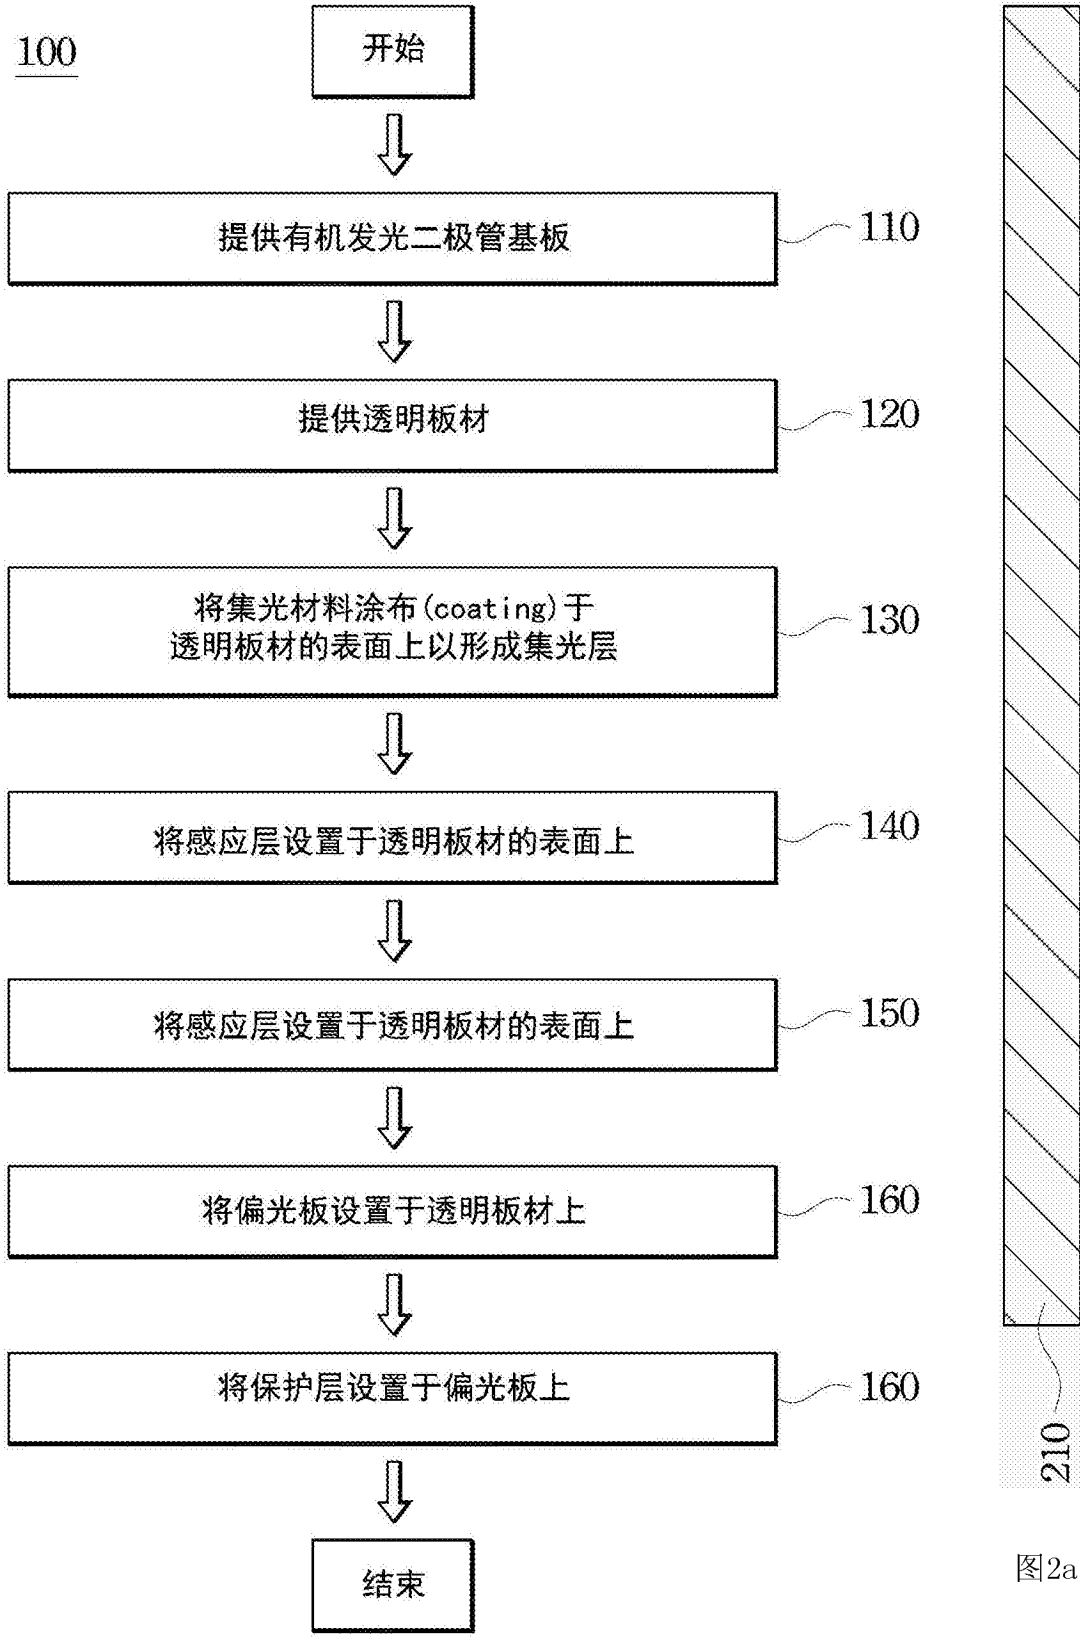 100
开始
提供有机发光二极管基板
110
提供透明板材
120
将集光材料涂布(coating)于
透明板材的表面上以形成集光层
130
将感应层设置于透明板材的表面上
140
将感应层设置于透明板材的表面上
150
将偏光板设置于透明板材上
160
将保护层设置于偏光板上
160
结束
210
图2a